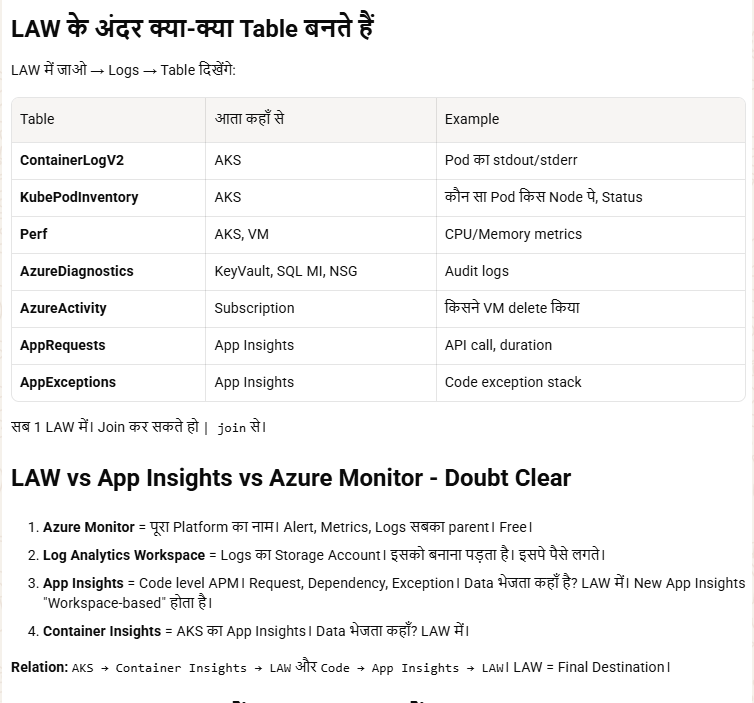 LAW के अंदर क्या-क्या Table बनते हैं
LAW में जाओ → Logs → Table दिखेंगे:
Table आता कहाँ से Example
ContainerLogV2 AKS Pod का stdout/stderr
KubePodInventory AKS कौन सा Pod किस Node पे, Status
Perf AKS, VM CPU/Memory metrics
AzureDiagnostics KeyVault, SQL MI, NSG Audit logs
AzureActivity Subscription किसने VM delete किया
AppRequests App Insights API call, duration
AppExceptions App Insights Code exception stack
सब 1 LAW में। Join कर सकते हो | join से।
LAW vs App Insights vs Azure Monitor - Doubt Clear
1. Azure Monitor = पूरा Platform का नाम। Alert, Metrics, Logs सबका parent। Free।
2. Log Analytics Workspace = Logs का Storage Account। इसको बनाना पड़ता है। इसपे पैसे लगते।
3. App Insights = Code level APM। Request, Dependency, Exception। Data भेजता कहाँ है? LAW में। New App Insights
"Workspace-based" होता है।
4. Container Insights = AKS का App Insights। Data भेजता कहाँ? LAW में।
Relation: AKS → Container Insights → LAW और Code → App Insights → LAW। LAW = Final Destination।